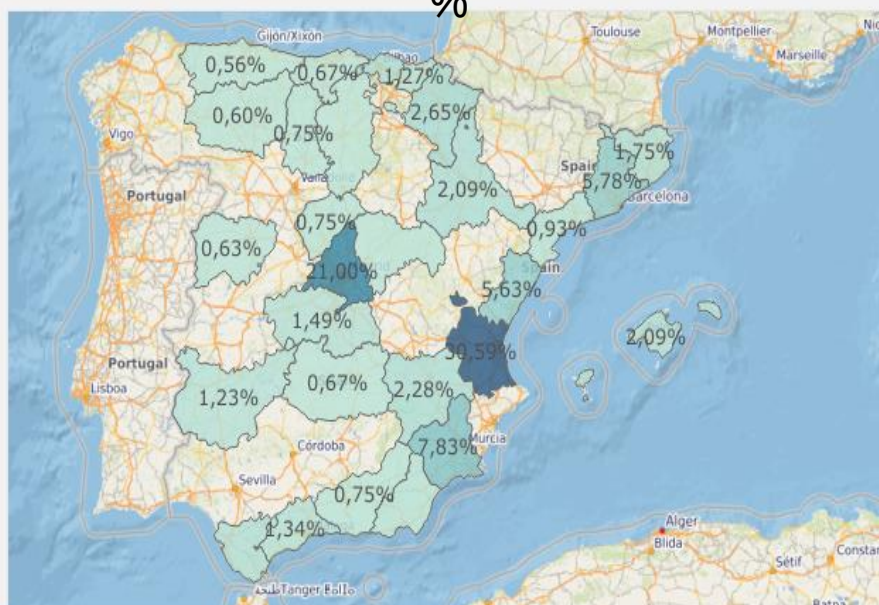 %
Gijón/Xixón
Toulouse
Montpellier
Marseille
0,56%
0,67%
1,27%
0,60%
0,75%
2,65%
Vigo
1,75%
Spain
5,78%
Portugal
2,09%
Barcelona
0,63%
0,75%
0,93%
21,00%
Spain
5,63%
1,49%
30,59%
2,09%
Portugal
Lisboa
1,23%
0,67%
2,28%
Córdoba
7,83%
Murcia
Sevilla
0,75%
1,34%
Alger
Blida
Sétif
Tanger